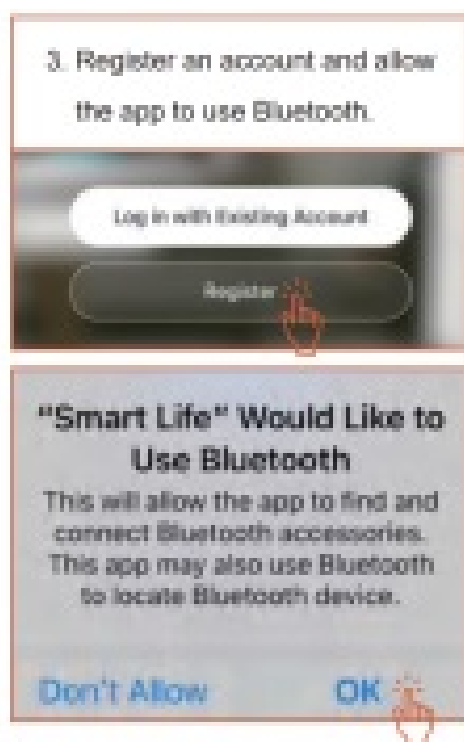 3. Register an account and allow
the app to use Bluetooth.
Log in with Existing Account
Register
"Smart Life" Would Like to
Use Bluetooth
This will allow the app to find and
connect Bluetooth accessories.
This app may also use Bluetooth
to locate Bluetooth device.
Don't Allow
OK